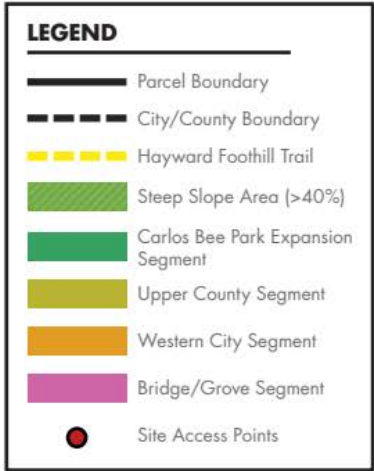 LEGEND
Parcel Boundary
City/County Boundary
Hayward Foothill Trail
Steep Slope Area (>40%)
Carlos Bee Park Expansion
Segment
Upper County Segment
Western City Segment
Bridge/Grove Segment
Site Access Points